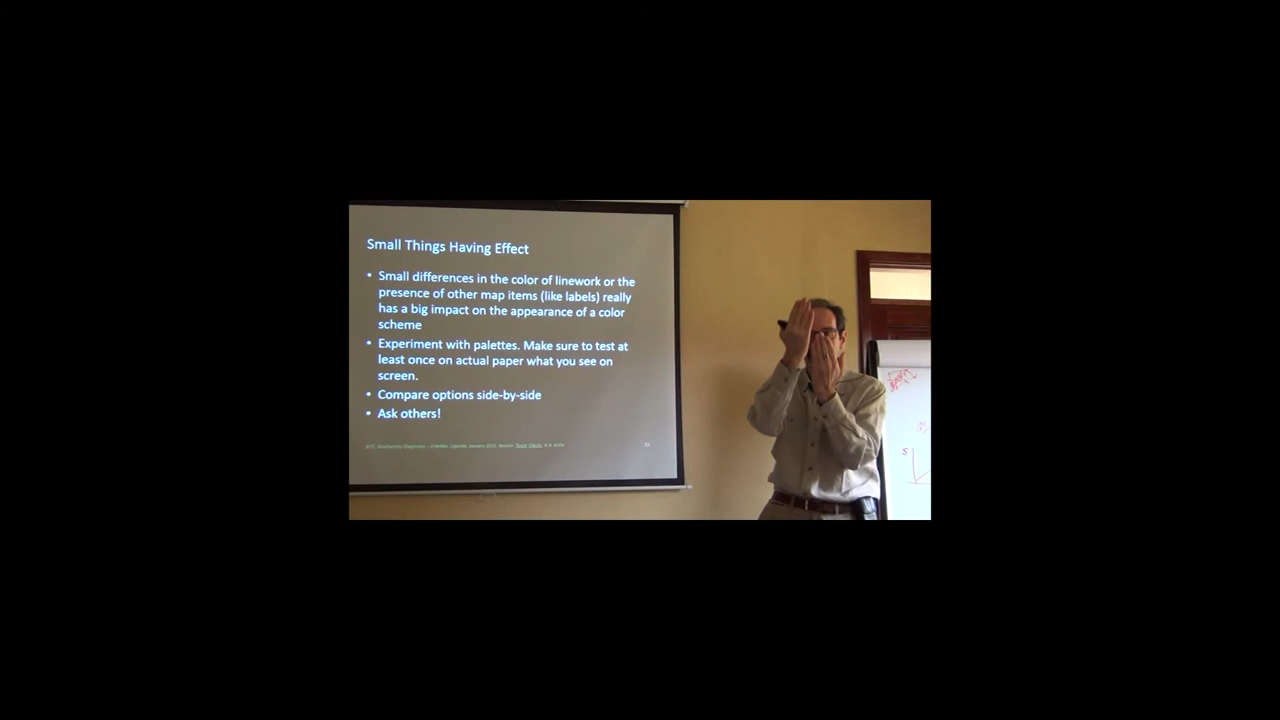 Small Things Having Effect
• Small differences in the color of linework or the
presence of other map items (like labels) really
has a big impact on the appearance of a color
scheme
• Experiment with palettes. Make sure to test at
least once on actual paper what you see on
screen.
• Compare options side-by-side
• Ask others!
Uganda, January
S